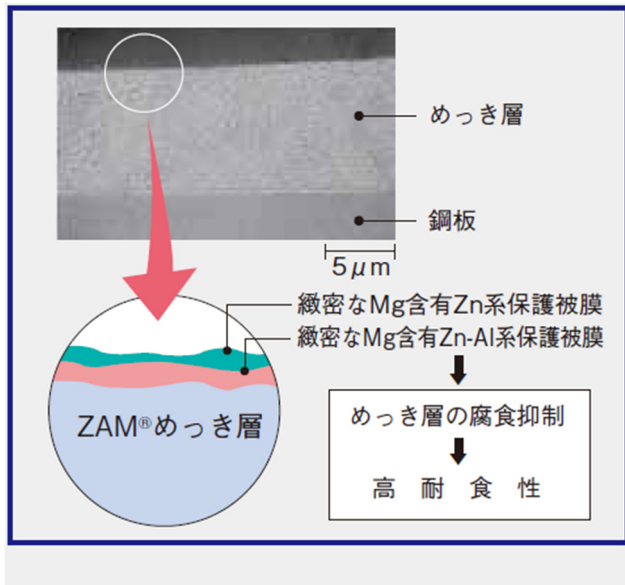 めっき層
鋼板
5μm
緻密なMg含有Zn系保護被膜
緻密なMg含有Zn-Al系保護被膜
ZAM®めっき層
めっき層の腐食抑制
高 耐 食 性